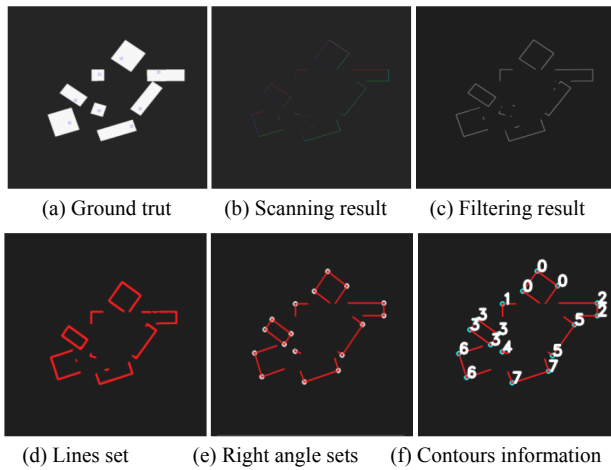 (a) Ground trut (b) Scanning result (c) Filtering result
0
0 0
1 2
3 2
3 3 5
3
6 4 5
6 7 7
(d) Lines set (e) Right angle sets (f) Contours information